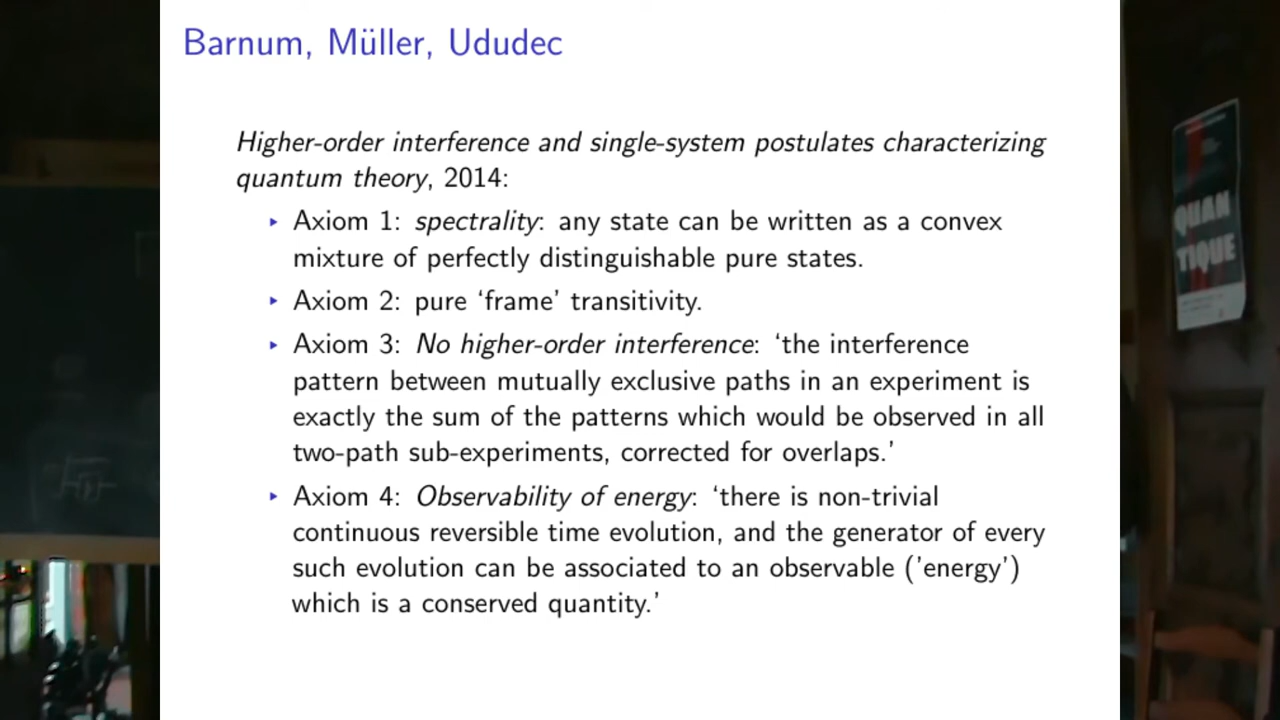 Barnum, Müller, Ududec
Higher-order interference and single-system postulates characterizing
quantum theory, 2014:
▸ Axiom 1: spectrality: any state can be written as a convex
mixture of perfectly distinguishable pure states.
▸ Axiom 2: pure ‘frame’ transitivity.
▸ Axiom 3: No higher-order interference: ‘the interference
pattern between mutually exclusive paths in an experiment is
exactly the sum of the patterns which would be observed in all
two-path sub-experiments, corrected for overlaps.’
▸ Axiom 4: Observability of energy: ‘there is non-trivial
continuous reversible time evolution, and the generator of every
such evolution can be associated to an observable (’energy’)
which is a conserved quantity.’
QUAN
TIQUE